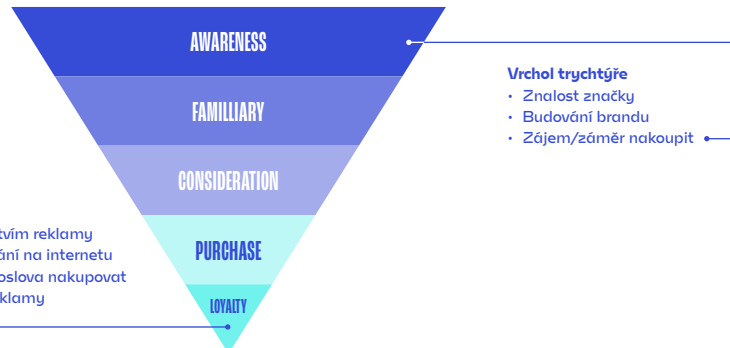 AWARENESS
FAMILLIARY
CONSIDERATION
PURCHASE
LOYALTY
Vrchol trychtýře
• Znalost značky
• Budování brandu
• Zájem/záměr nakoupit
tvím reklamy
ání na internetu
oslova nakupovat
klamy